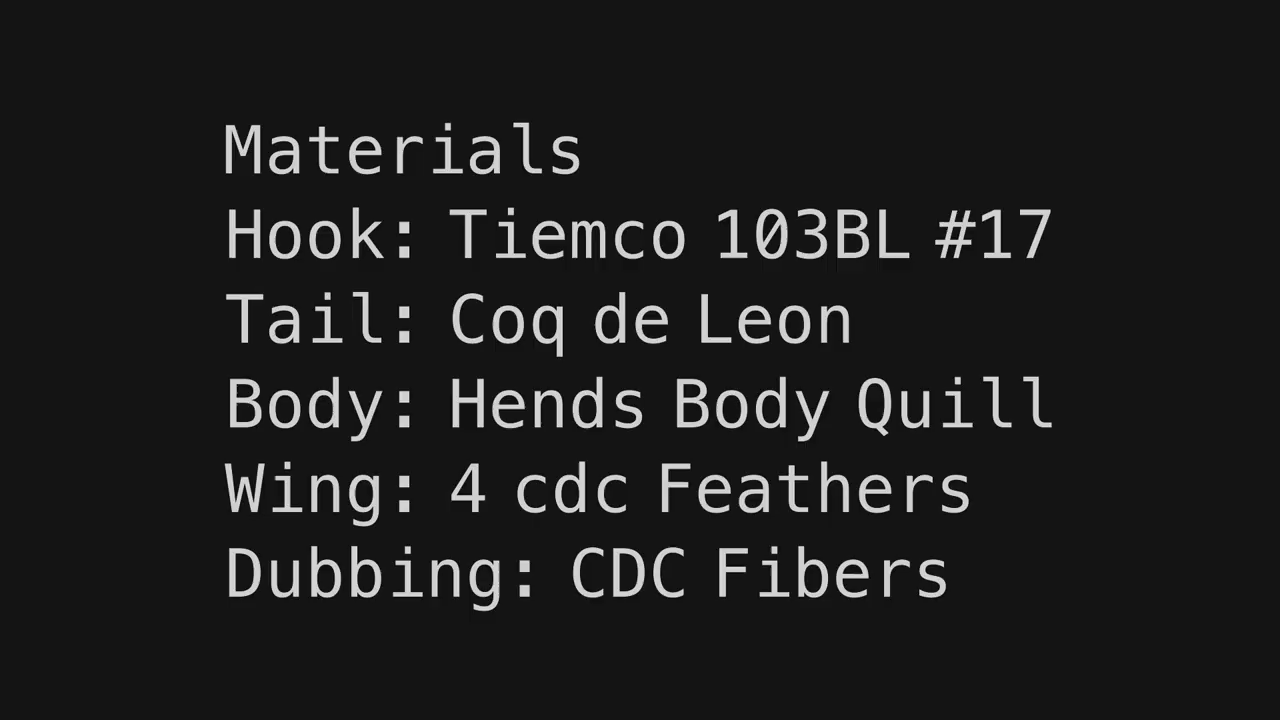 Materials
Hook: Tiemco 103BL #17
Tail: Coq de Leon
Body: Hends Body Quill
Wing: 4 cdc Feathers
Dubbing: CDC Fibers